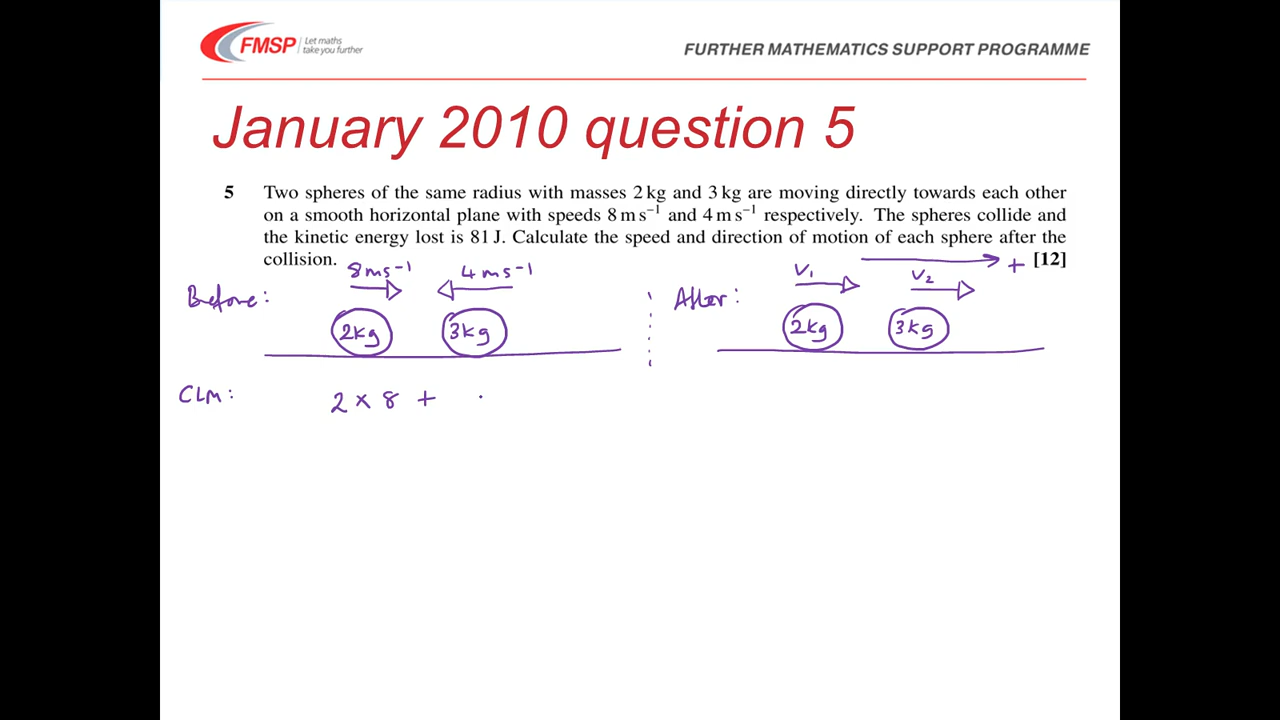 FMSP Let maths take you further
FURTHER MATHEMATICS SUPPORT PROGRAMME
January 2010 question 5
5 Two spheres of the same radius with masses 2 kg and 3 kg are moving directly towards each other
on a smooth horizontal plane with speeds 8 m s⁻¹ and 4 m s⁻¹ respectively. The spheres collide and
the kinetic energy lost is 81 J. Calculate the speed and direction of motion of each sphere after the
collision. [12]
8ms⁻¹ 4ms⁻¹ V₁ V₂ +
Before: After:
2kg 3kg 2kg 3kg
CLM: 2 × 8 +